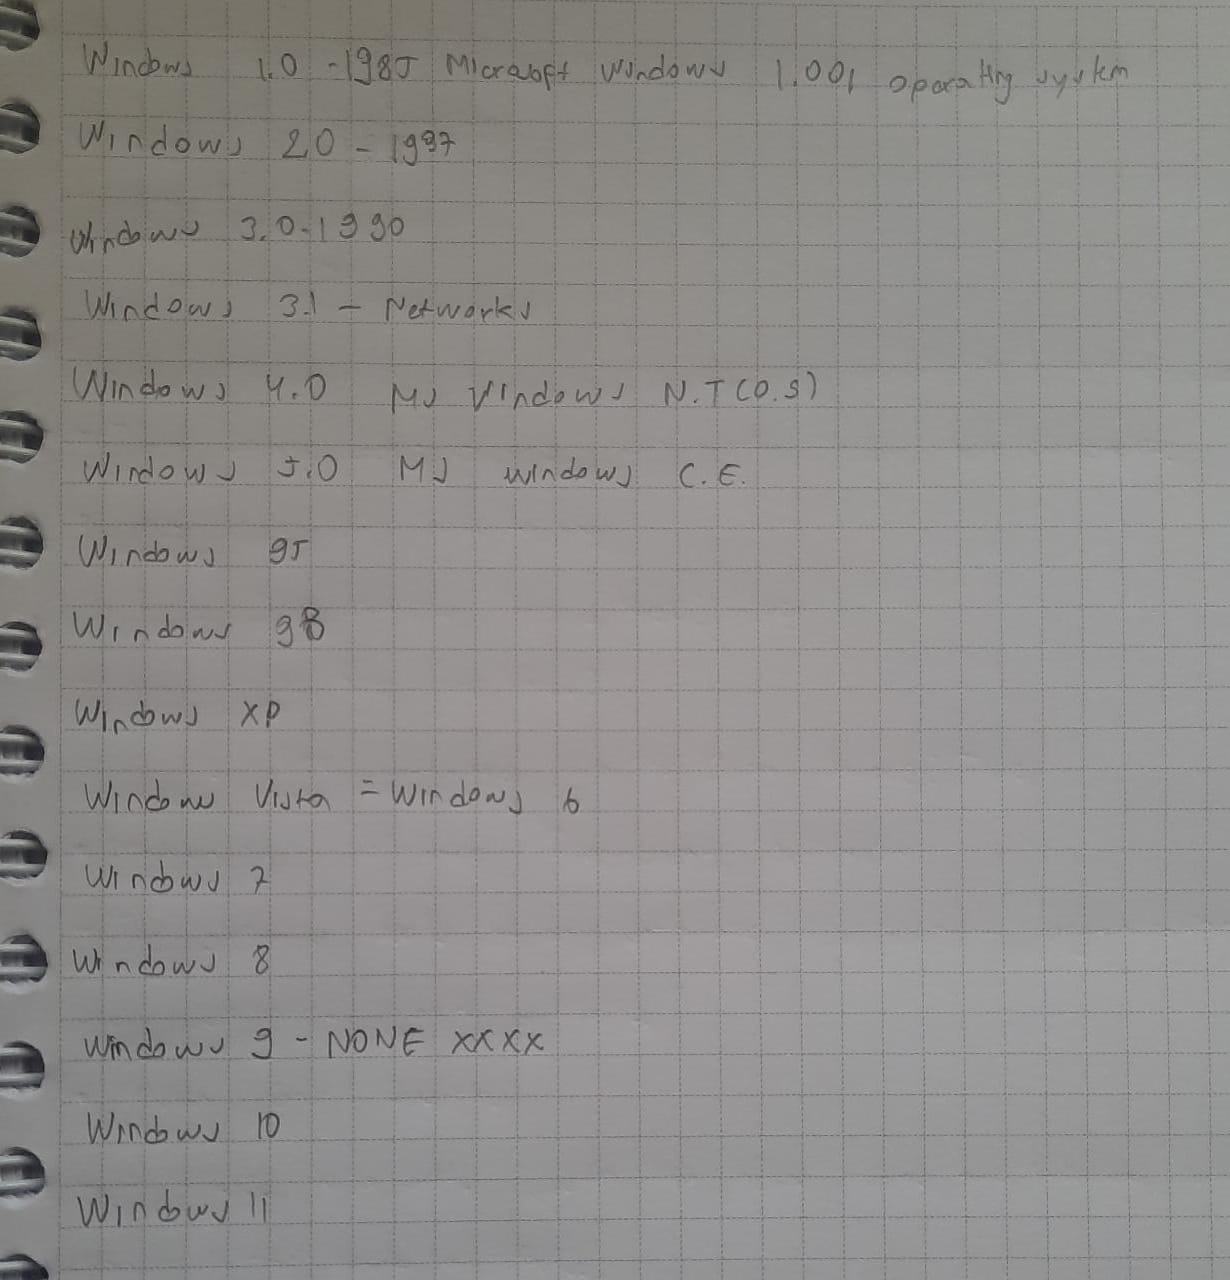 Windows 1.0 - 1985 Microsoft Windows 1.001 operating system
Windows 2.0 - 1987
Windows 3.0 - 1990
Windows 3.1 - Networks
Windows 4.0 MS Windows N.T (O.S)
Windows 5.0 MS Windows C.E.
Windows 95
Windows 98
Windows XP
Windows Vista = Windows 6
Windows 7
Windows 8
Windows 9 - NONE XXXX
Windows 10
Windows 11